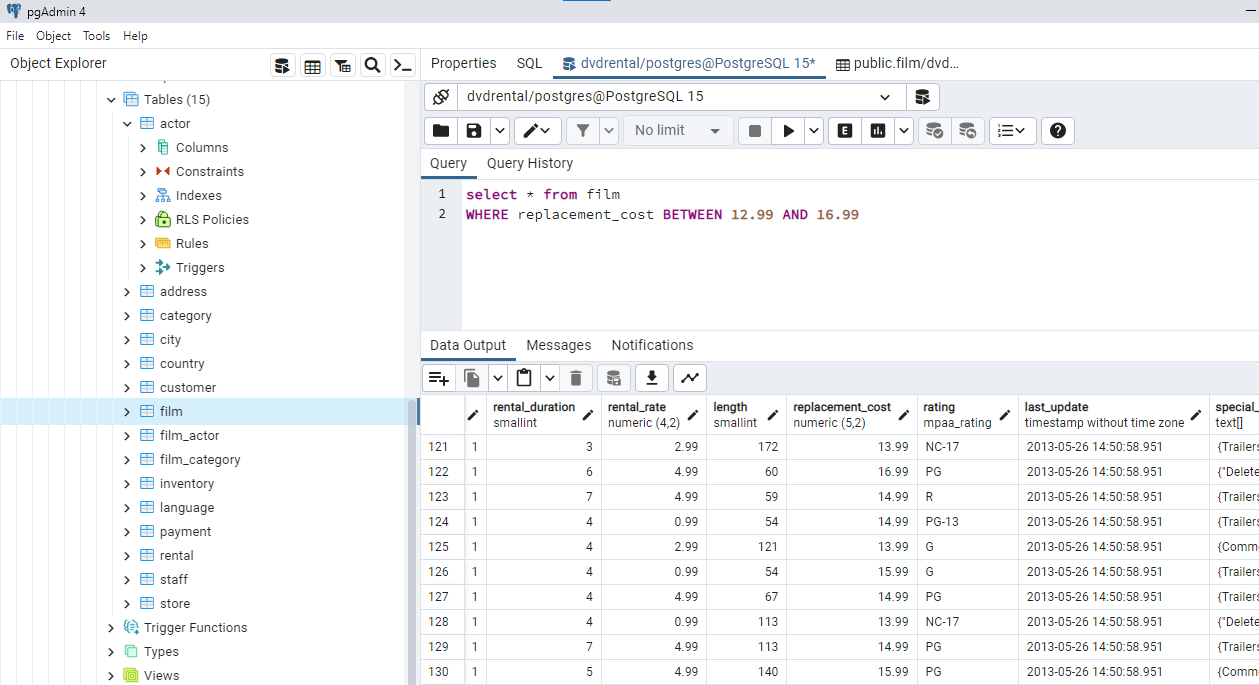 pgAdmin 4
File Object Tools Help
Object Explorer
Tables (15)
actor
Columns
Constraints
Indexes
RLS Policies
Rules
Triggers
address
category
city
country
customer
film
film_actor
film_category
inventory
language
payment
rental
staff
store
Trigger Functions
Types
Views
Properties SQL dvdrental/postgres@PostgreSQL 15* public.film/dvd...
dvdrental/postgres@PostgreSQL 15
No limit E
Query Query History
1 select * from film
2 WHERE replacement_cost BETWEEN 12.99 AND 16.99
Data Output Messages Notifications
rental_duration rental_rate length replacement_cost rating last_update special_
smallint numeric (4,2) smallint numeric (5,2) mpaa_rating timestamp without time zone text[]
121 1 3 2.99 172 13.99 NC-17 2013-05-26 14:50:58.951 {Trailers
122 1 6 4.99 60 16.99 PG 2013-05-26 14:50:58.951 {"Delete
123 1 7 4.99 59 14.99 R 2013-05-26 14:50:58.951 {Trailers
124 1 4 0.99 54 14.99 PG-13 2013-05-26 14:50:58.951 {Trailers
125 1 4 2.99 121 13.99 G 2013-05-26 14:50:58.951 {Comm
126 1 4 0.99 54 15.99 G 2013-05-26 14:50:58.951 {Trailers
127 1 4 4.99 67 14.99 PG 2013-05-26 14:50:58.951 {Trailers
128 1 4 0.99 113 13.99 NC-17 2013-05-26 14:50:58.951 {"Delete
129 1 7 4.99 113 14.99 PG 2013-05-26 14:50:58.951 {Trailers
130 1 5 4.99 140 15.99 PG 2013-05-26 14:50:58.951 {Comm